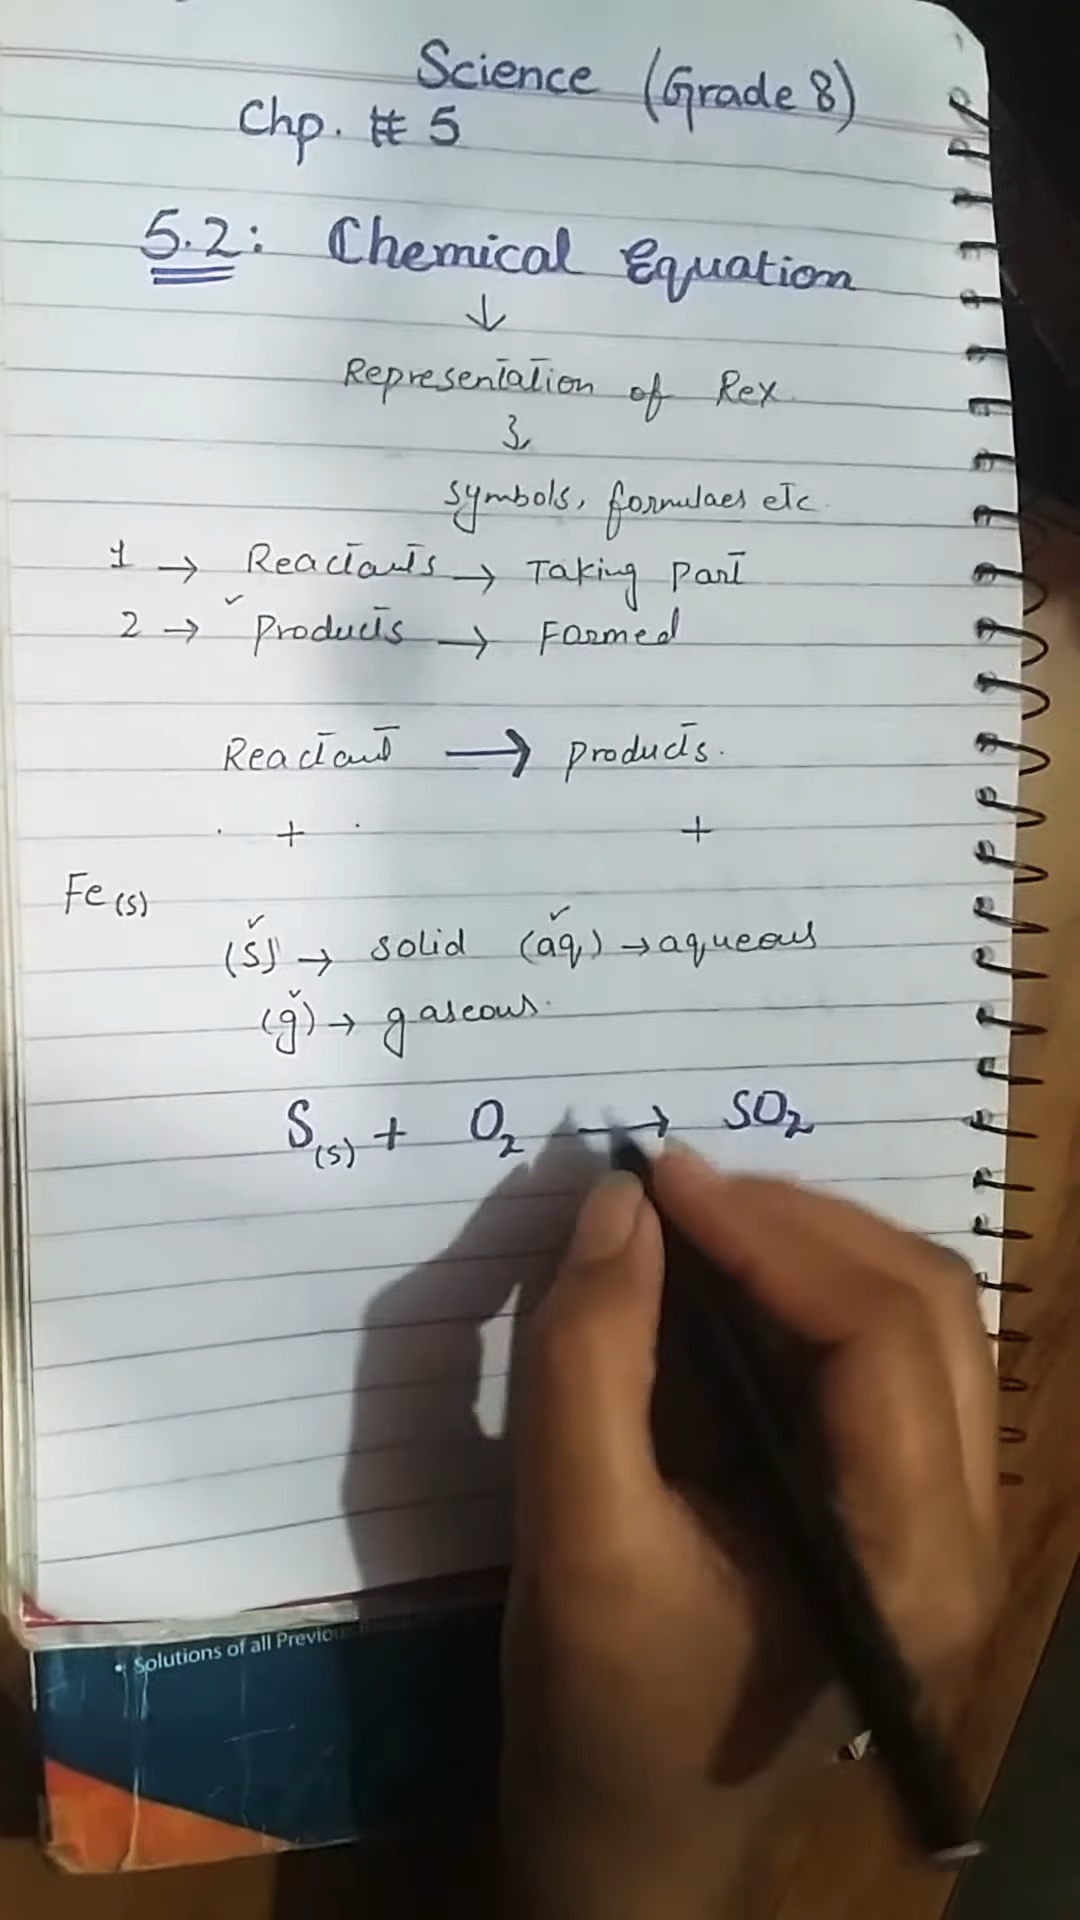 Science (Grade 8)
Chp. # 5
5.2: Chemical Equation
↓
Representation of Rex.
symbols, formulaes etc.
1 → Reactants → Taking Part
2 → Products → Formed
Reactant → products.
+ +
Fe(s)
(s) → solid (aq) → aqueous
(g) → gaseous.
S(s) + O2 → SO2
• Solutions of all